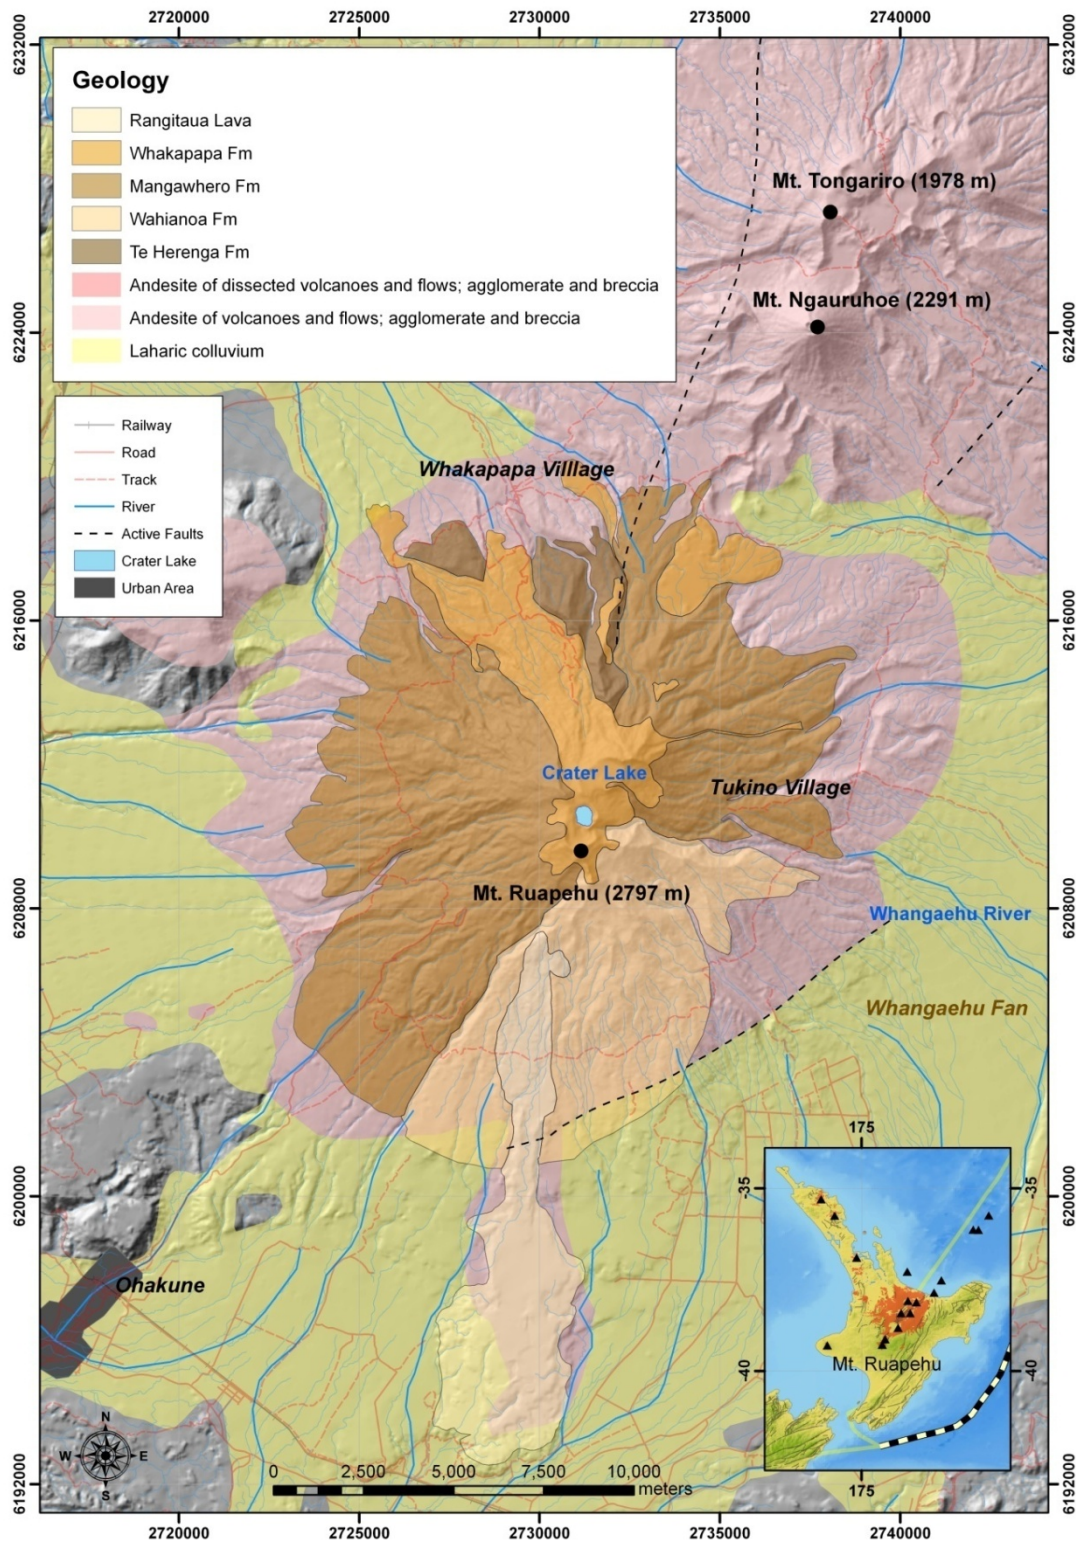 2720000 2725000 2730000 2735000 2740000
6232000
6232000
Geology
Rangitaua Lava
Whakapapa Fm
Mangawhero Fm
Wahianoa Fm
Te Herenga Fm
Andesite of dissected volcanoes and flows; agglomerate and breccia
Andesite of volcanoes and flows; agglomerate and breccia
Laharic colluvium
Mt. Tongariro (1978 m)
Mt. Ngauruhoe (2291 m)
6224000
6224000
Railway
Road
Track
River
Active Faults
Crater Lake
Urban Area
Whakapapa Villlage
6216000
6216000
Crater Lake
Tukino Village
Mt. Ruapehu (2797 m)
6208000
6208000
Whangaehu River
Whangaehu Fan
6200000
6200000
Ohakune
175
-35
-35
Mt. Ruapehu
-40
-40
175
N
W E
S
0 2,500 5,000 7,500 10,000
meters
6192000
6192000
2720000 2725000 2730000 2735000 2740000